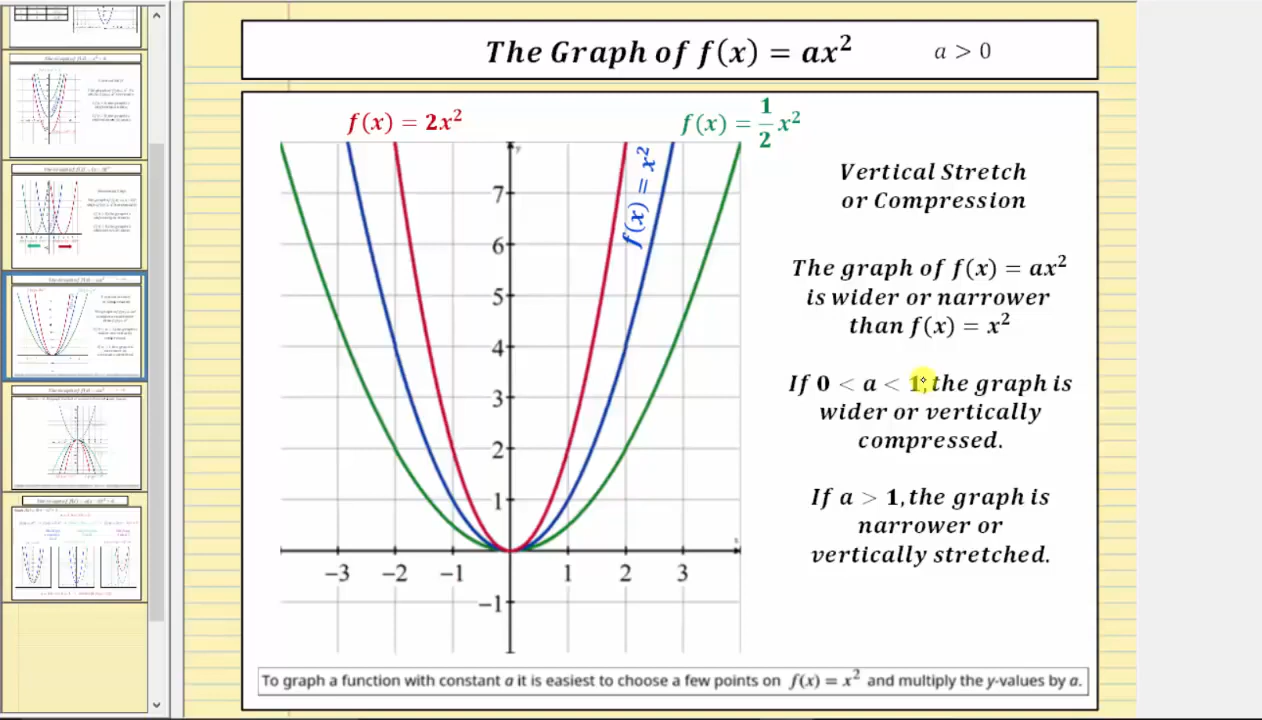 The Graph of f(x) = ax² a > 0
f(x) = 2x²
f(x) = 1/2 x²
f(x) = x²
y
7
6
5
4
3
2
1
-1
x
-3 -2 -1 1 2 3
Vertical Stretch
or Compression
The graph of f(x) = ax²
is wider or narrower
than f(x) = x²
If 0 < a < 1, the graph is
wider or vertically
compressed.
If a > 1, the graph is
narrower or
vertically stretched.
To graph a function with constant a it is easiest to choose a few points on f(x) = x² and multiply the y-values by a.